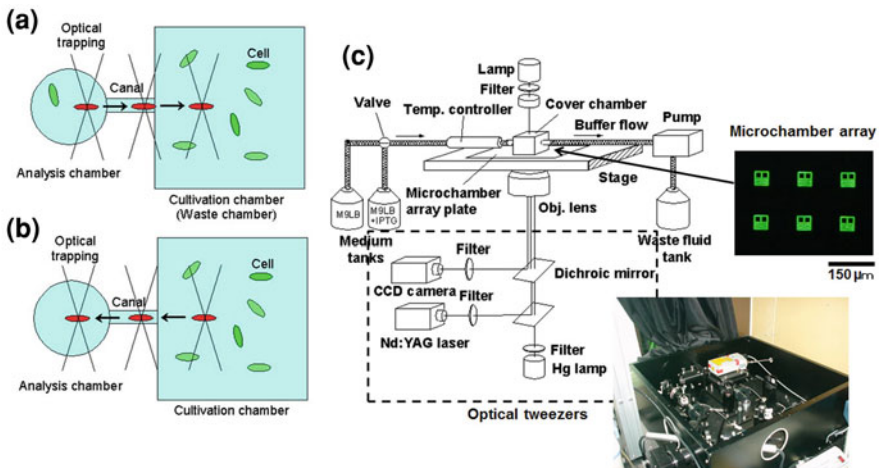 (a)
Optical
trapping
Canal
Cell
Analysis chamber
Cultivation chamber
(Waste chamber)
(b)
Optical
trapping
Canal
Cell
Analysis chamber
Cultivation chamber
(c)
Lamp
Filter
Valve
Temp. controller
Cover chamber
Buffer flow
Pump
Microchamber array
M9LB
M9LB
+IPTG
Microchamber
array plate
Stage
Obj. lens
Medium
tanks
Waste fluid
tank
150 µm
Filter
Dichroic mirror
CCD camera
Filter
Nd:YAG laser
Filter
Hg lamp
Optical tweezers